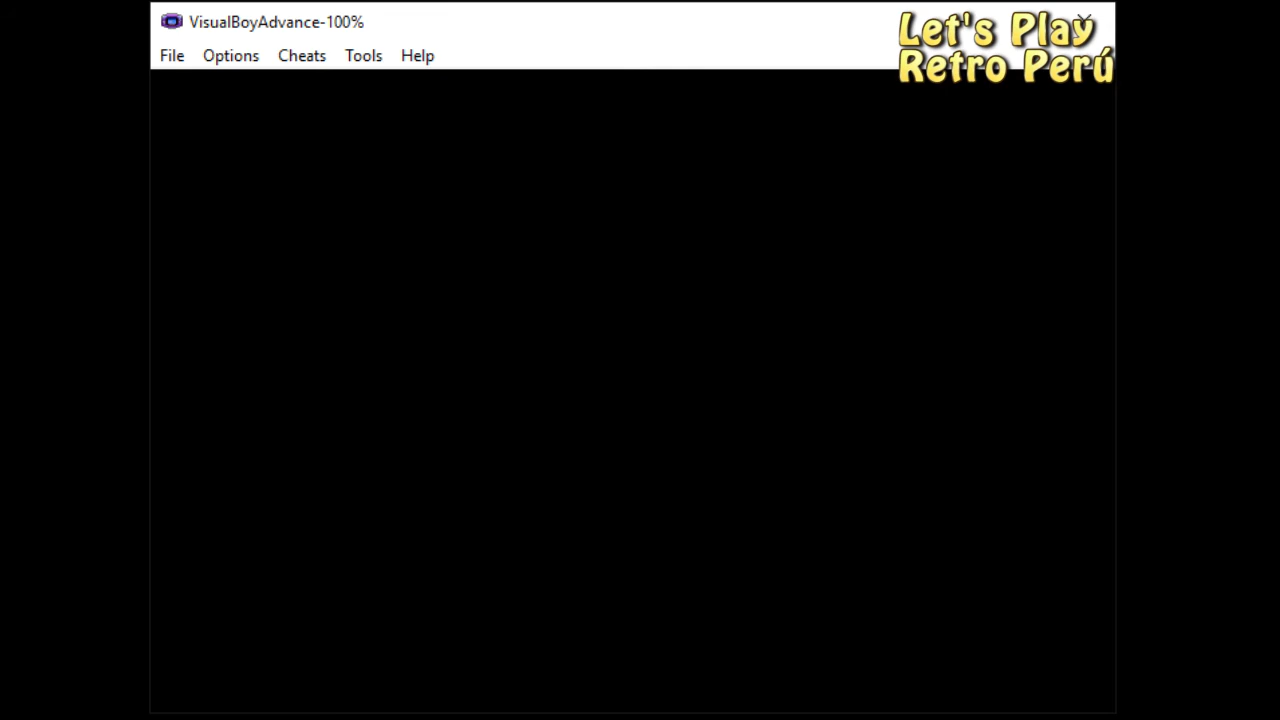 VisualBoyAdvance-100%
File Options Cheats Tools Help
Let's Play
Retro Perú